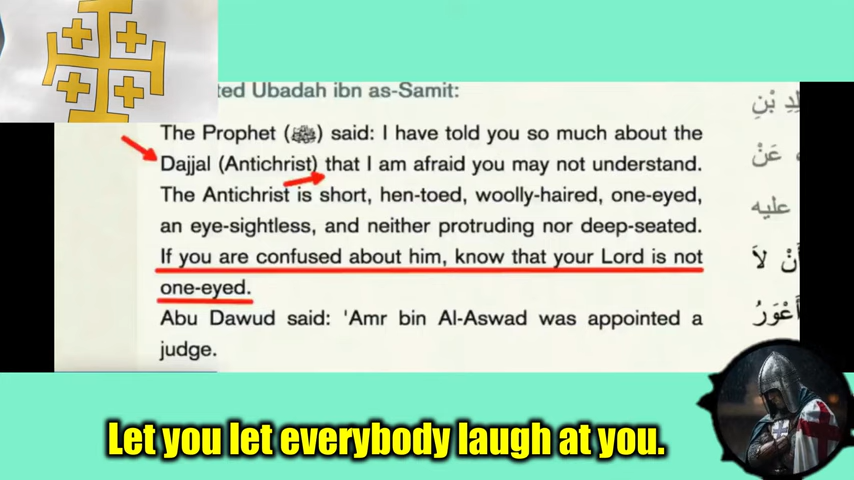 ted Ubadah ibn as-Samit:
The Prophet (ﷺ) said: I have told you so much about the
Dajjal (Antichrist) that I am afraid you may not understand.
The Antichrist is short, hen-toed, woolly-haired, one-eyed,
an eye-sightless, and neither protruding nor deep-seated.
If you are confused about him, know that your Lord is not
one-eyed.
Abu Dawud said: 'Amr bin Al-Aswad was appointed a
judge.
لِدِ بْنِ
عَنْ
عليه
أَنْ لاَ
أَعْوَرُ
Let you let everybody laugh at you.